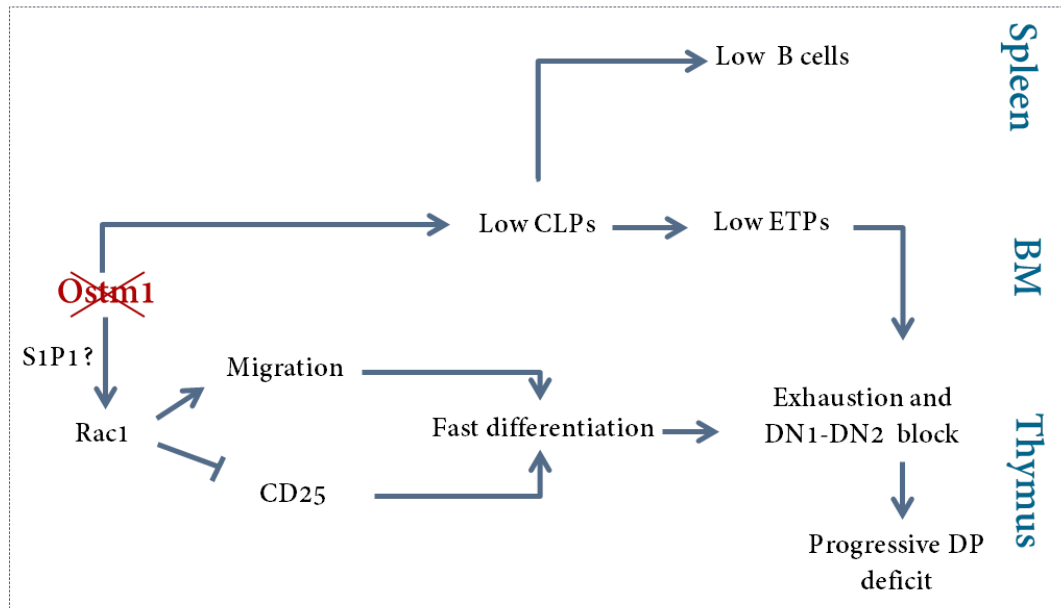 Spleen
Low B cells
Low CLPs
Low ETPs
BM
Ostm1
S1P1?
Migration
Rac1
Fast differentiation
Exhaustion and
DN1-DN2 block
Thymus
CD25
Progressive DP
deficit